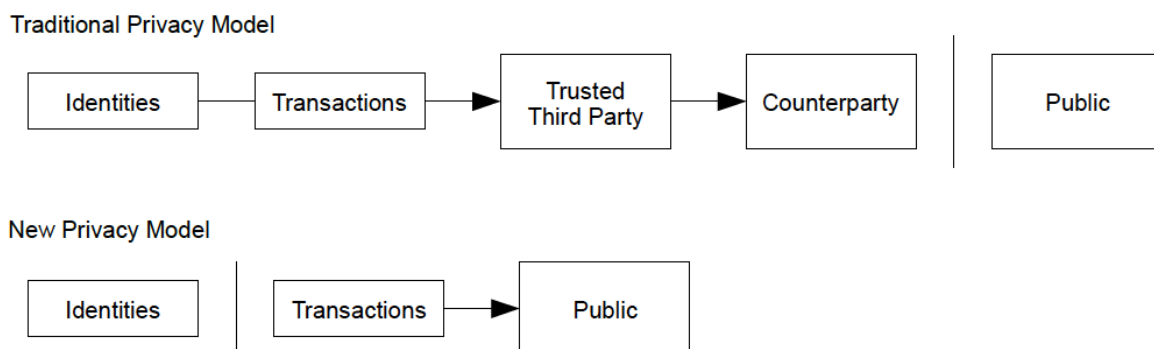 Traditional Privacy Model
Identities
Transactions
Trusted
Third Party
Counterparty
Public
New Privacy Model
Identities
Transactions
Public